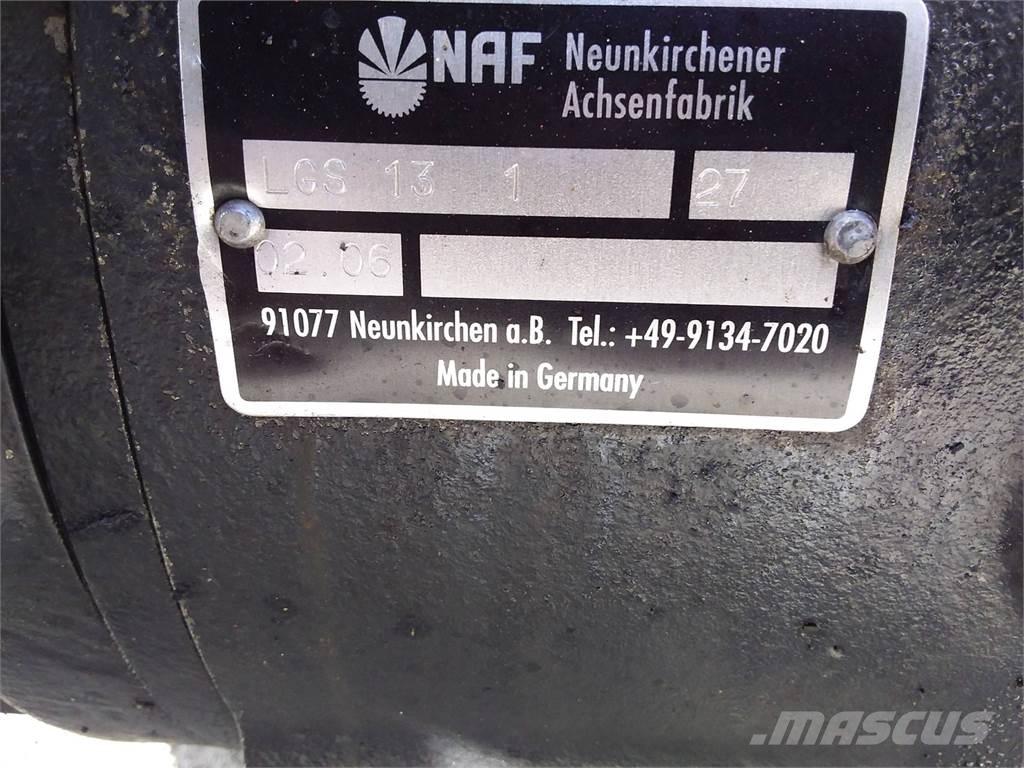 NAF Neunkirchener
Achsenfabrik
LGS 13 1 27
02.06
91077 Neunkirchen a.B. Tel.: +49-9134-7020
Made in Germany
MASCUS